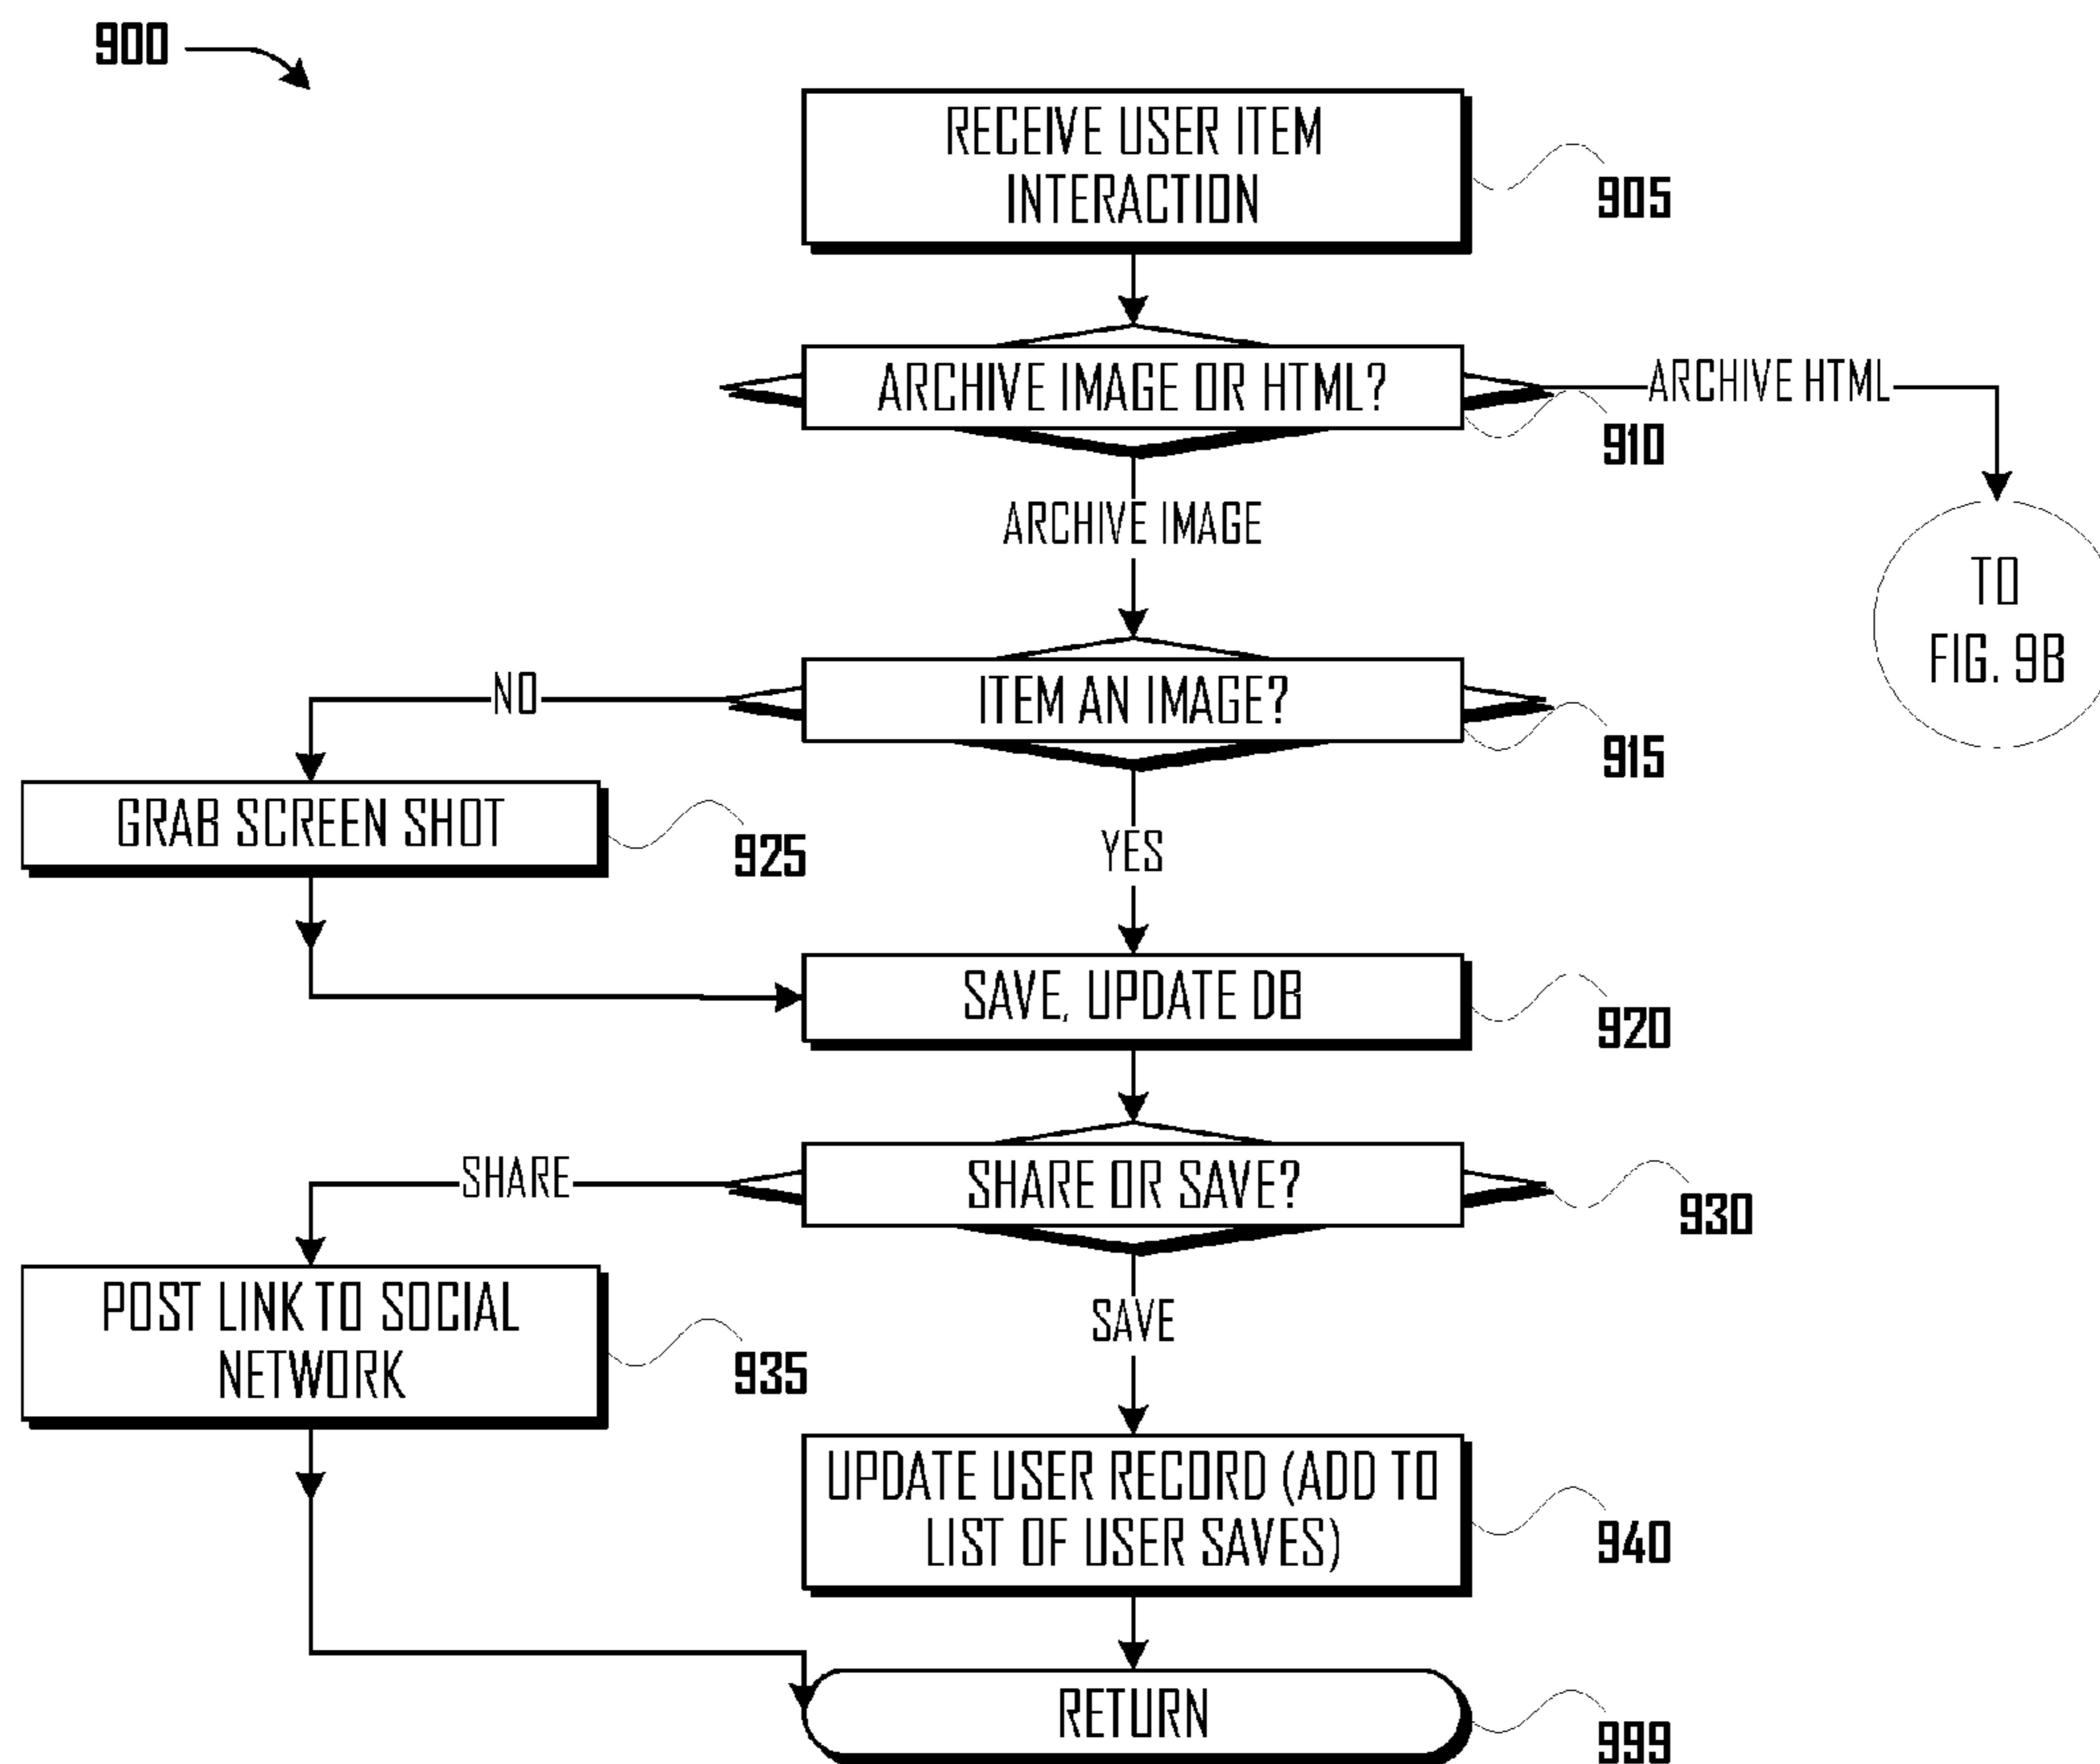 900
RECEIVE USER ITEM
INTERACTION
905
ARCHIVE IMAGE OR HTML?
ARCHIVE HTML
910
ARCHIVE IMAGE
TO
FIG. 9B
NO
ITEM AN IMAGE?
915
GRAB SCREEN SHOT
925
YES
SAVE, UPDATE DB
920
SHARE
SHARE OR SAVE?
930
POST LINK TO SOCIAL
NETWORK
935
SAVE
UPDATE USER RECORD (ADD TO
LIST OF USER SAVES)
940
RETURN
999